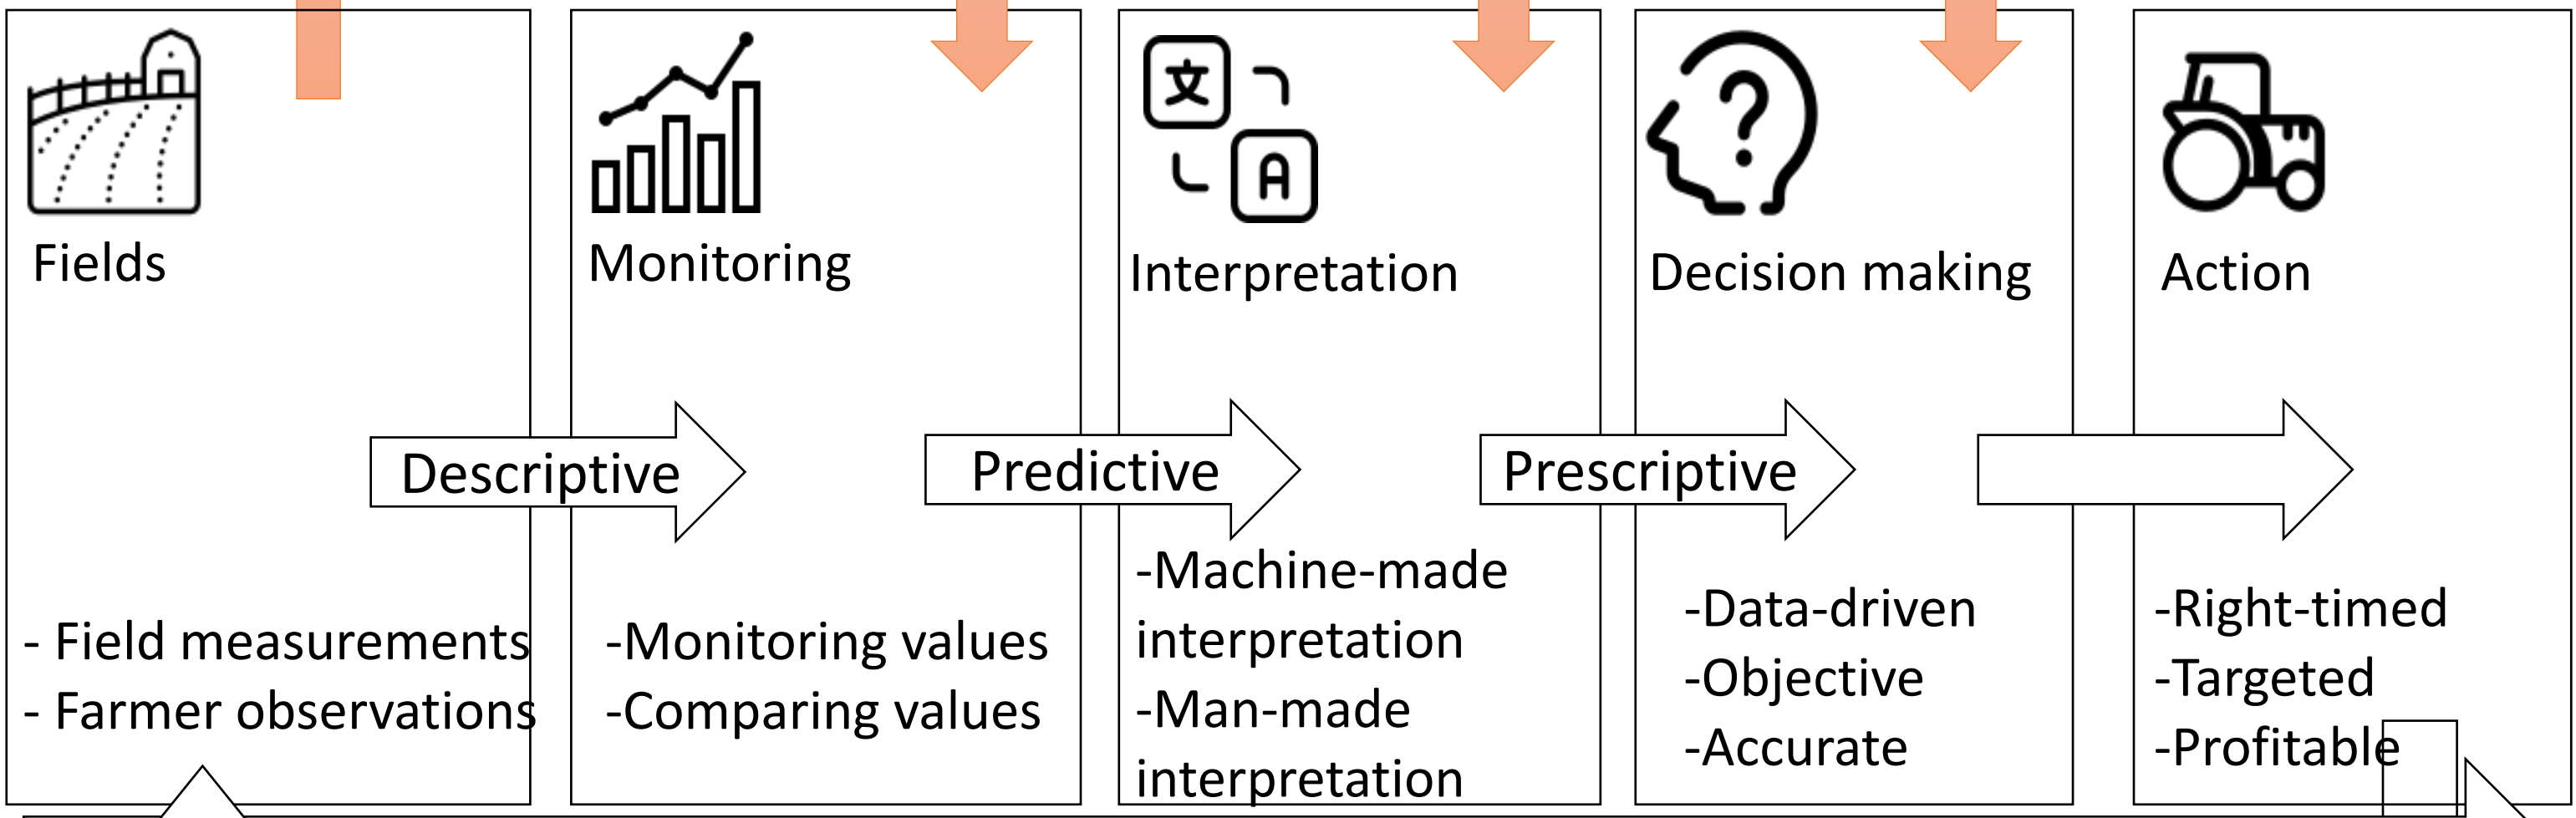 文
A
?
Fields
Monitoring
Interpretation
Decision making
Action
Descriptive
Predictive
Prescriptive
- Field measurements
- Farmer observations
-Monitoring values
-Comparing values
-Machine-made
interpretation
-Man-made
interpretation
-Data-driven
-Objective
-Accurate
-Right-timed
-Targeted
-Profitable